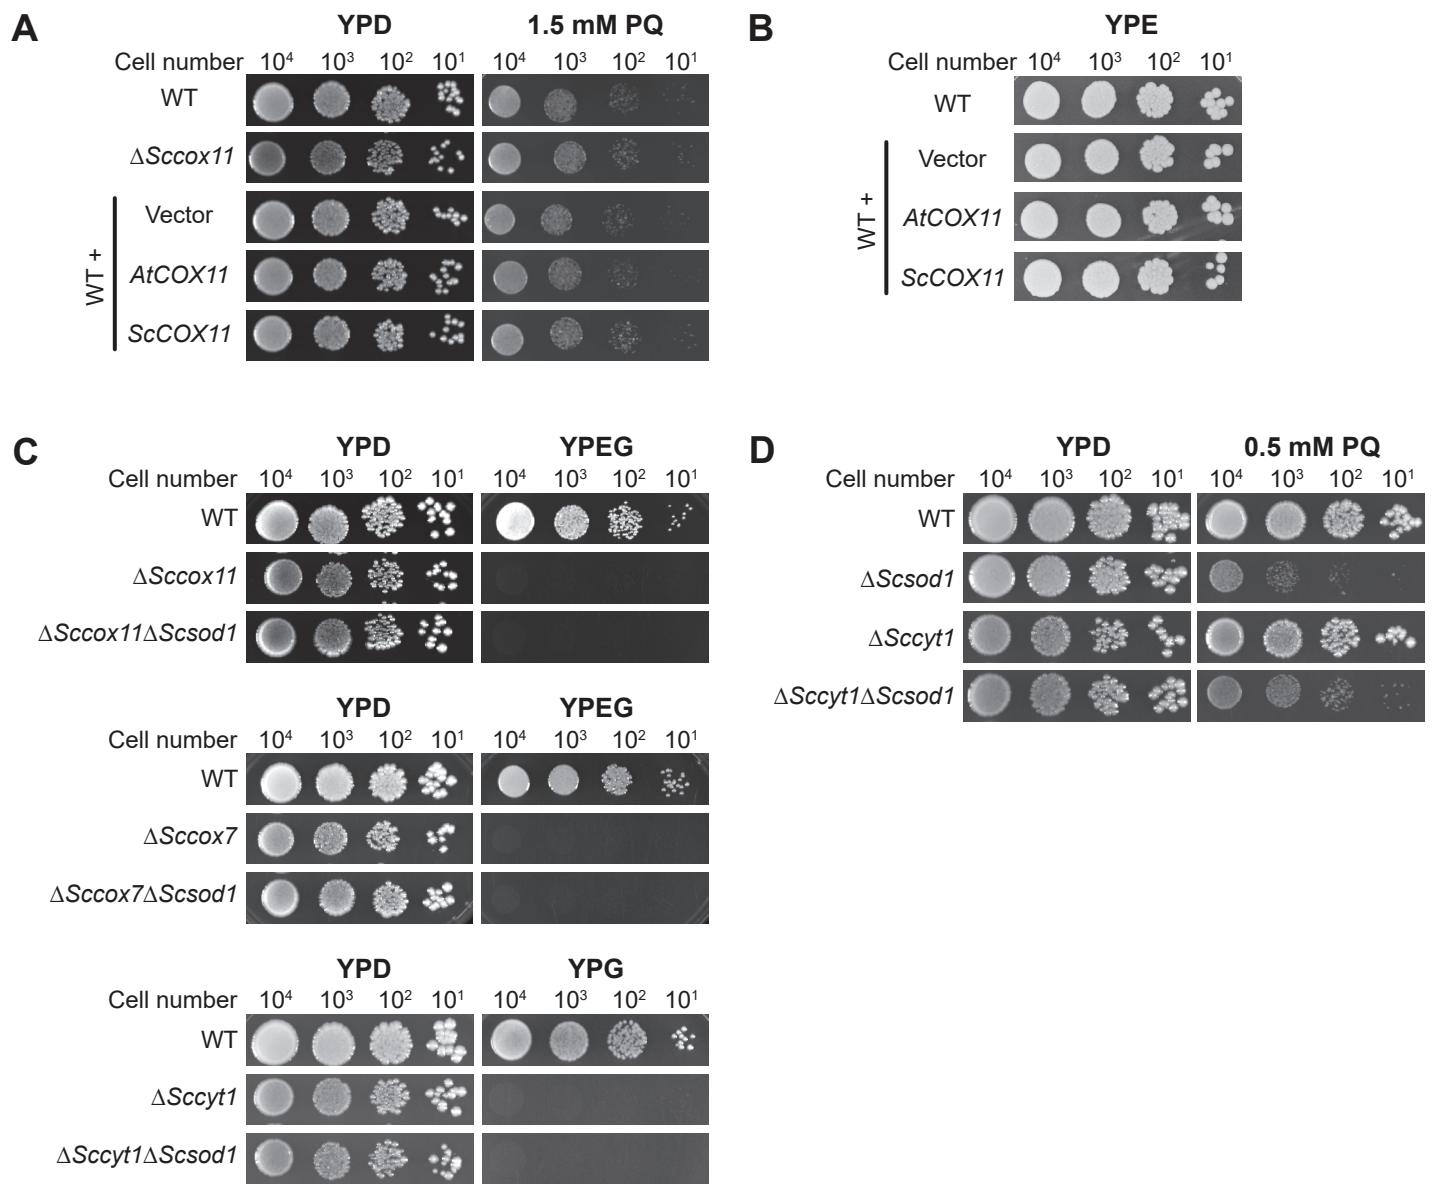 A
YPD 1.5 mM PQ
Cell number 10⁴ 10³ 10² 10¹ 10⁴ 10³ 10² 10¹
WT
ΔSccox11
WT +
Vector
AtCOX11
ScCOX11
B
YPE
Cell number 10⁴ 10³ 10² 10¹
WT
WT +
Vector
AtCOX11
ScCOX11
C
YPD YPEG
Cell number 10⁴ 10³ 10² 10¹ 10⁴ 10³ 10² 10¹
WT
ΔSccox11
ΔSccox11ΔScsod1
YPD YPEG
Cell number 10⁴ 10³ 10² 10¹ 10⁴ 10³ 10² 10¹
WT
ΔSccox7
ΔSccox7ΔScsod1
YPD YPG
Cell number 10⁴ 10³ 10² 10¹ 10⁴ 10³ 10² 10¹
WT
ΔSccyt1
ΔSccyt1ΔScsod1
D
YPD 0.5 mM PQ
Cell number 10⁴ 10³ 10² 10¹ 10⁴ 10³ 10² 10¹
WT
ΔScsod1
ΔSccyt1
ΔSccyt1ΔScsod1